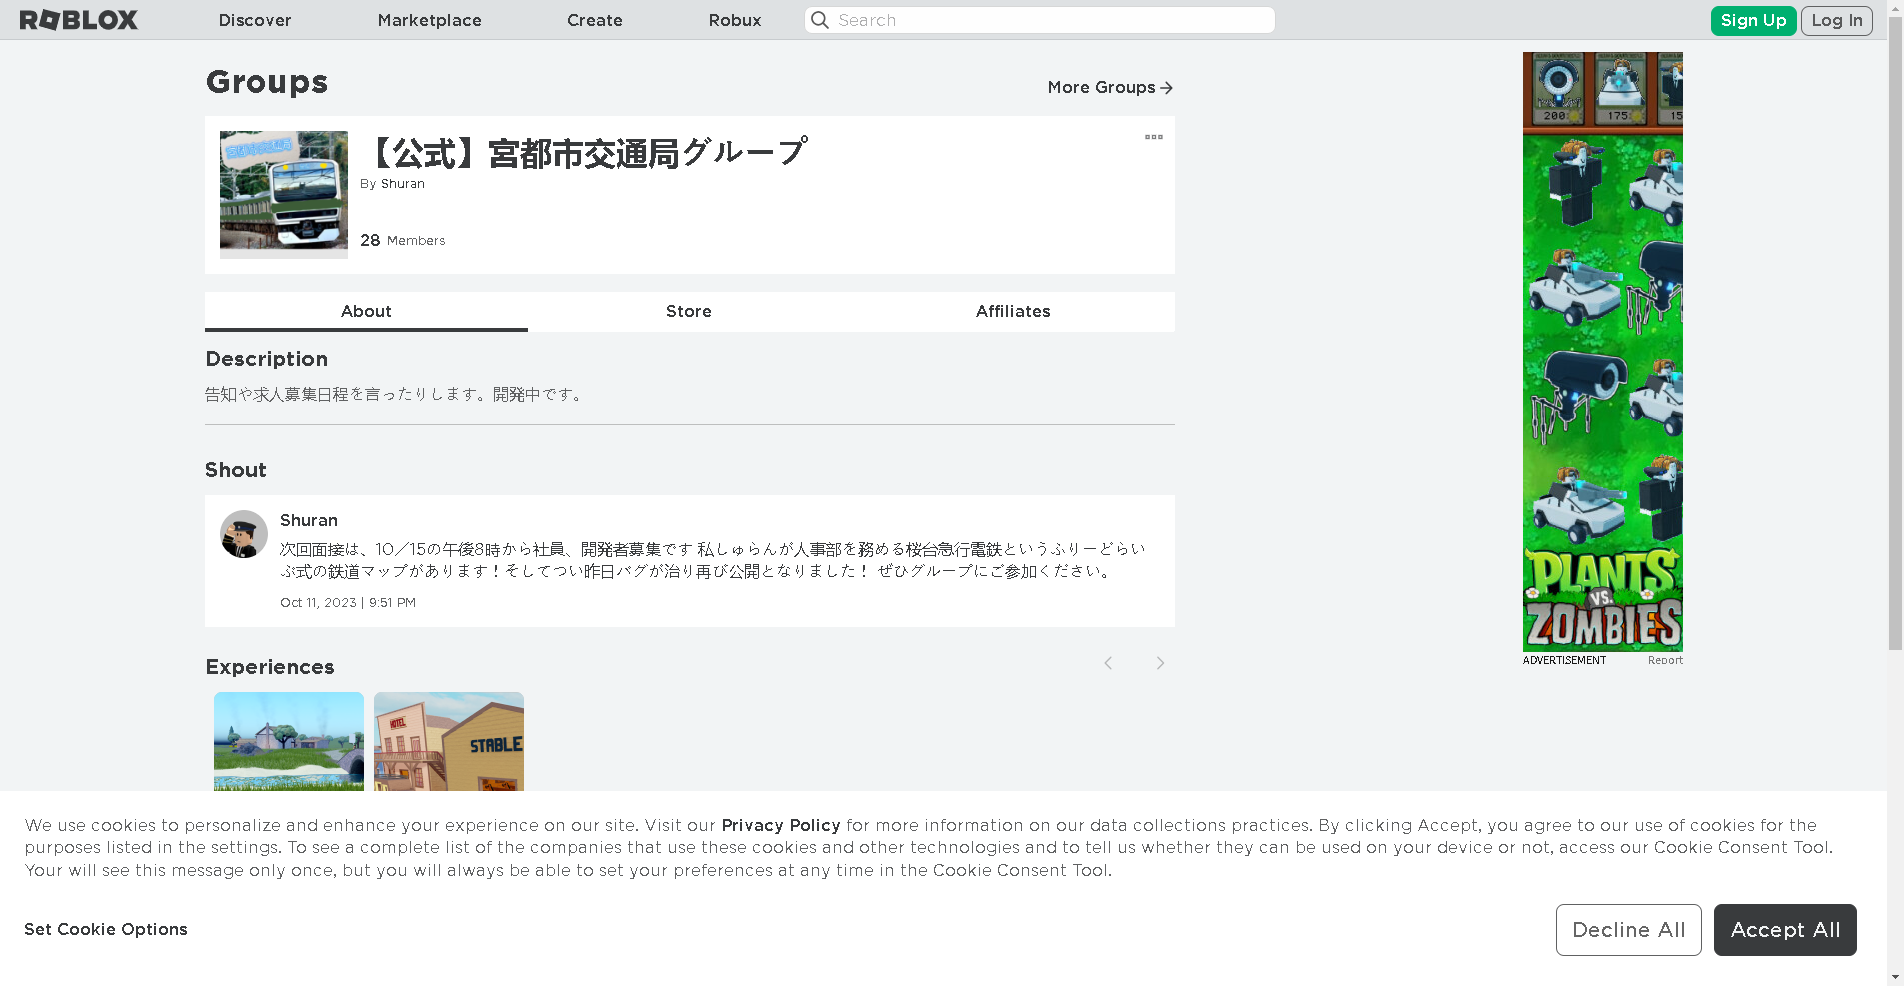 ROBLOX
Discover
Marketplace
Create
Robux
Search
Sign Up
Log In
Groups
More Groups
宮都市交通局
【公式】宮都市交通局グループ
By Shuran
28 Members
About
Store
Affiliates
Description
告知や求人募集日程を言ったりします。開発中です。
Shout
Shuran
次回面接は、10／15の午後8時から社員、開発者募集です 私しゅらんが人事部を務める桜台急行電鉄というふりーどらい
ぶ式の鉄道マップがあります！そしてつい昨日バグが治り再び公開となりました！ ぜひグループにご参加ください。
Oct 11, 2023 | 9:51 PM
Experiences
HOTEL
STABLE
200
175
15
PLANTS
VS.
ZOMBIES
ADVERTISEMENT
Report
We use cookies to personalize and enhance your experience on our site. Visit our Privacy Policy for more information on our data collections practices. By clicking Accept, you agree to our use of cookies for the
purposes listed in the settings. To see a complete list of the companies that use these cookies and other technologies and to tell us whether they can be used on your device or not, access our Cookie Consent Tool.
Your will see this message only once, but you will always be able to set your preferences at any time in the Cookie Consent Tool.
Set Cookie Options
Decline All
Accept All